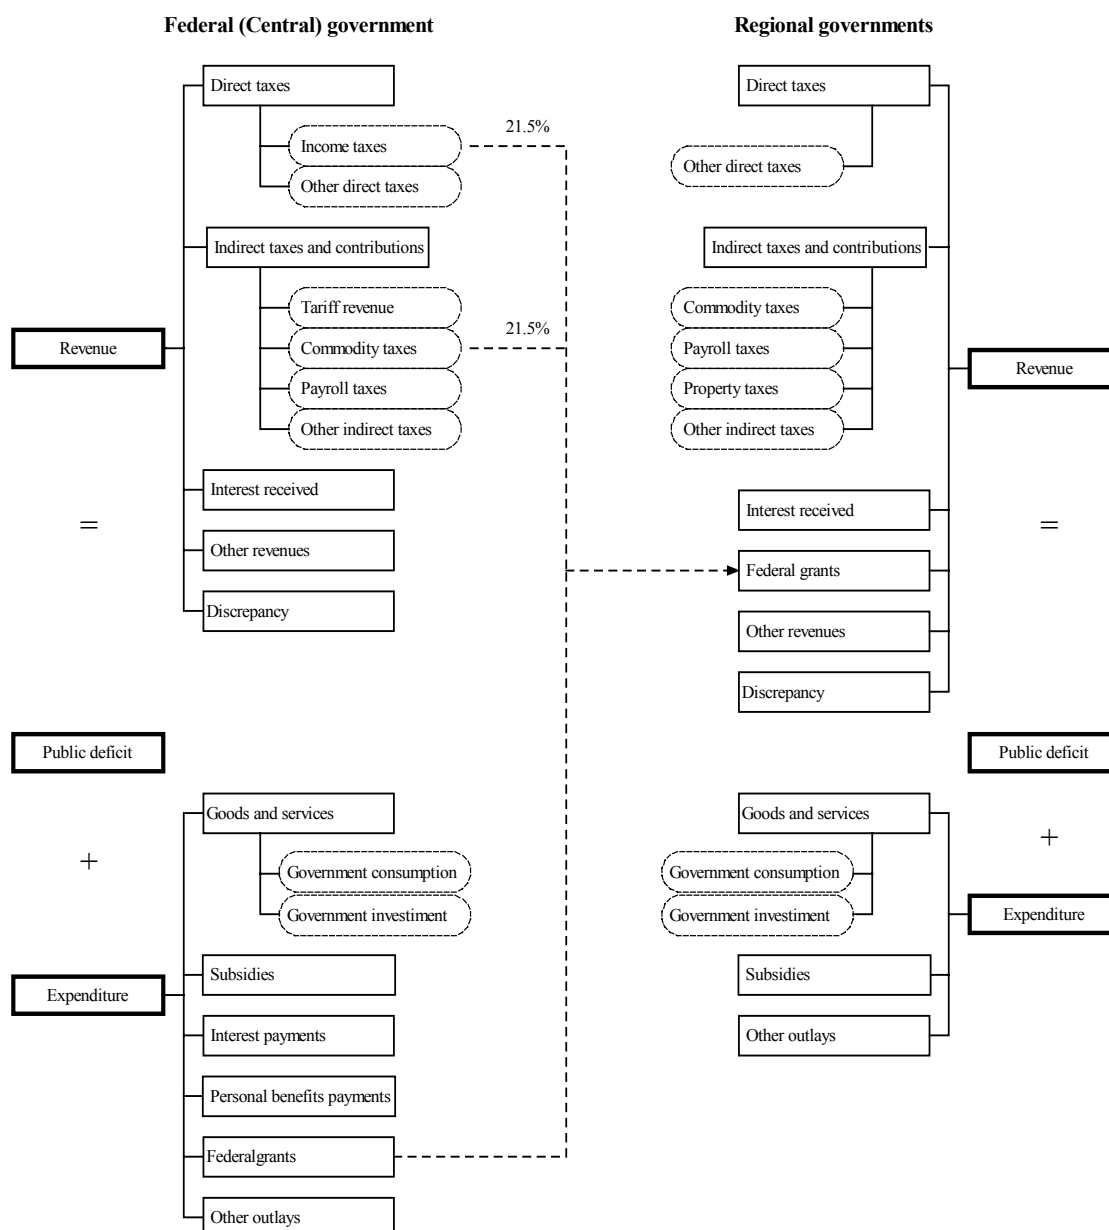 Federal (Central) government
Regional governments
Direct taxes
Income taxes
Other direct taxes
21.5%
Direct taxes
Other direct taxes
Indirect taxes and contributions
Tariff revenue
Commodity taxes
Payroll taxes
Other indirect taxes
21.5%
Indirect taxes and contributions
Commodity taxes
Payroll taxes
Property taxes
Other indirect taxes
Revenue
Revenue
Interest received
Other revenues
Discrepancy
=
Interest received
Federal grants
Other revenues
Discrepancy
=
Public deficit
Public deficit
Goods and services
Government consumption
Government investiment
+
Goods and services
Government consumption
Government investiment
+
Expenditure
Expenditure
Subsidies
Interest payments
Personal benefits payments
Federalgrants
Other outlays
Subsidies
Other outlays